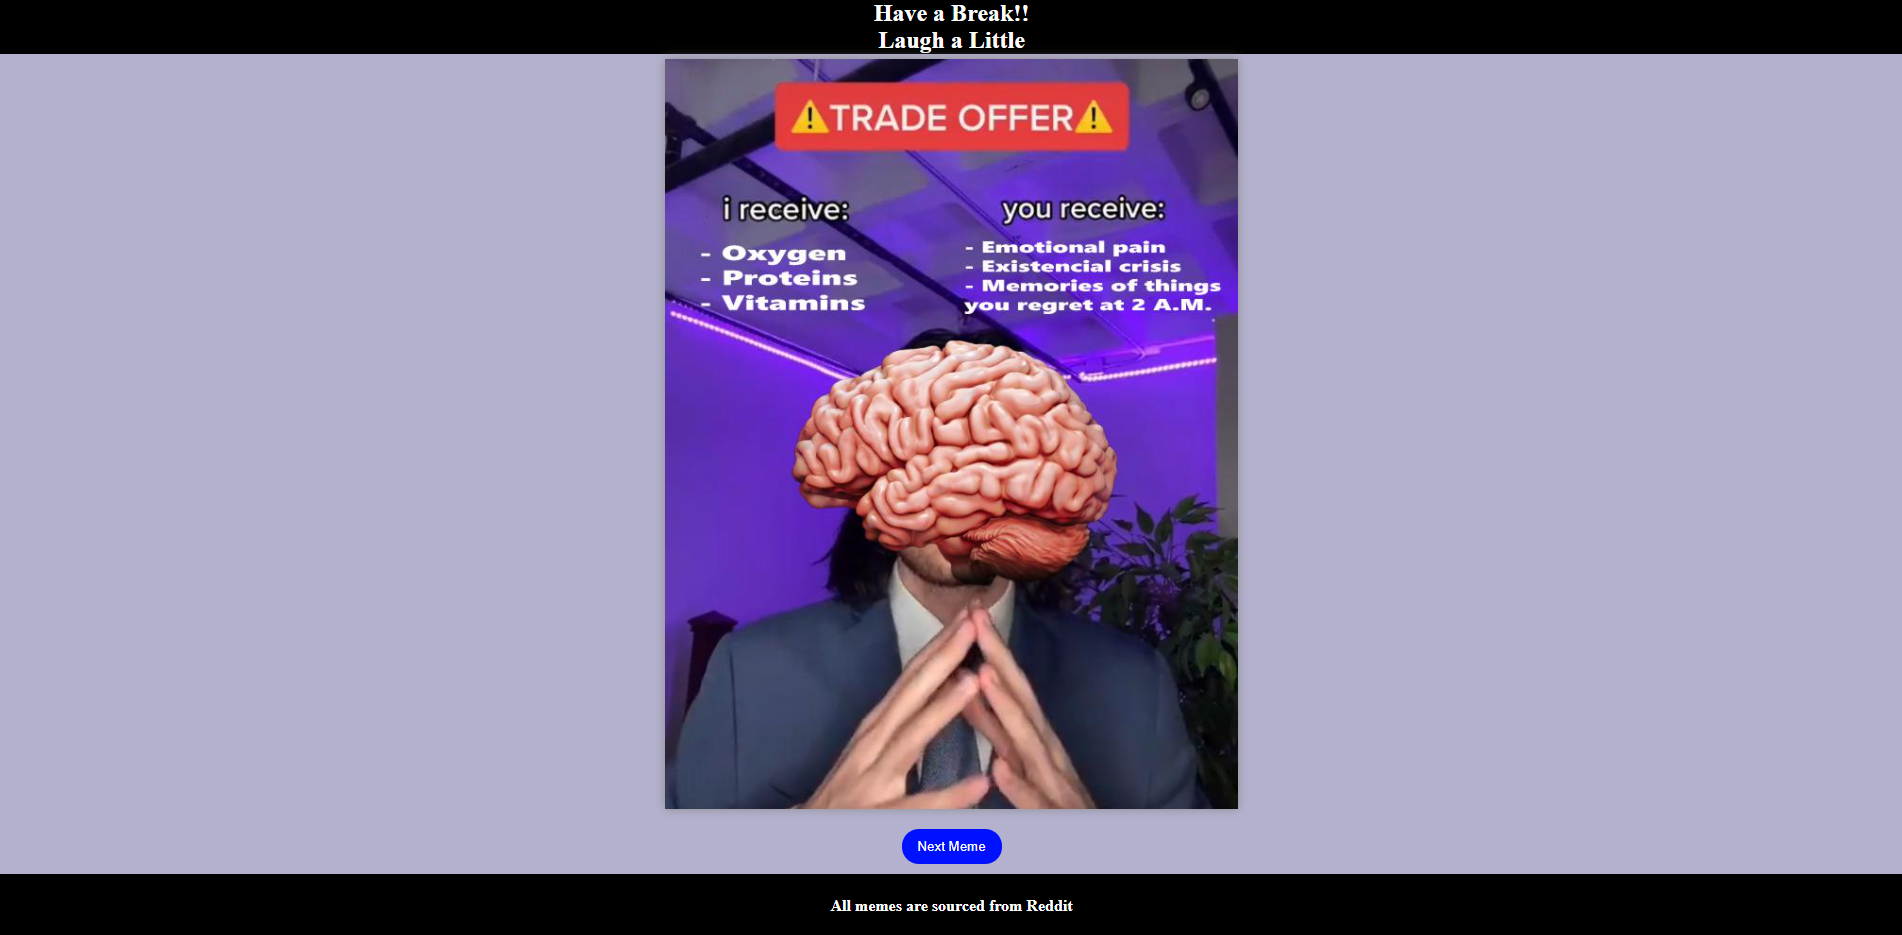 Have a Break!!
Laugh a Little
⚠TRADE OFFER⚠
i receive:
- Oxygen
- Proteins
- Vitamins
you receive:
- Emotional pain
- Existencial crisis
- Memories of things
you regret at 2 A.M.
Next Meme
All memes are sourced from Reddit